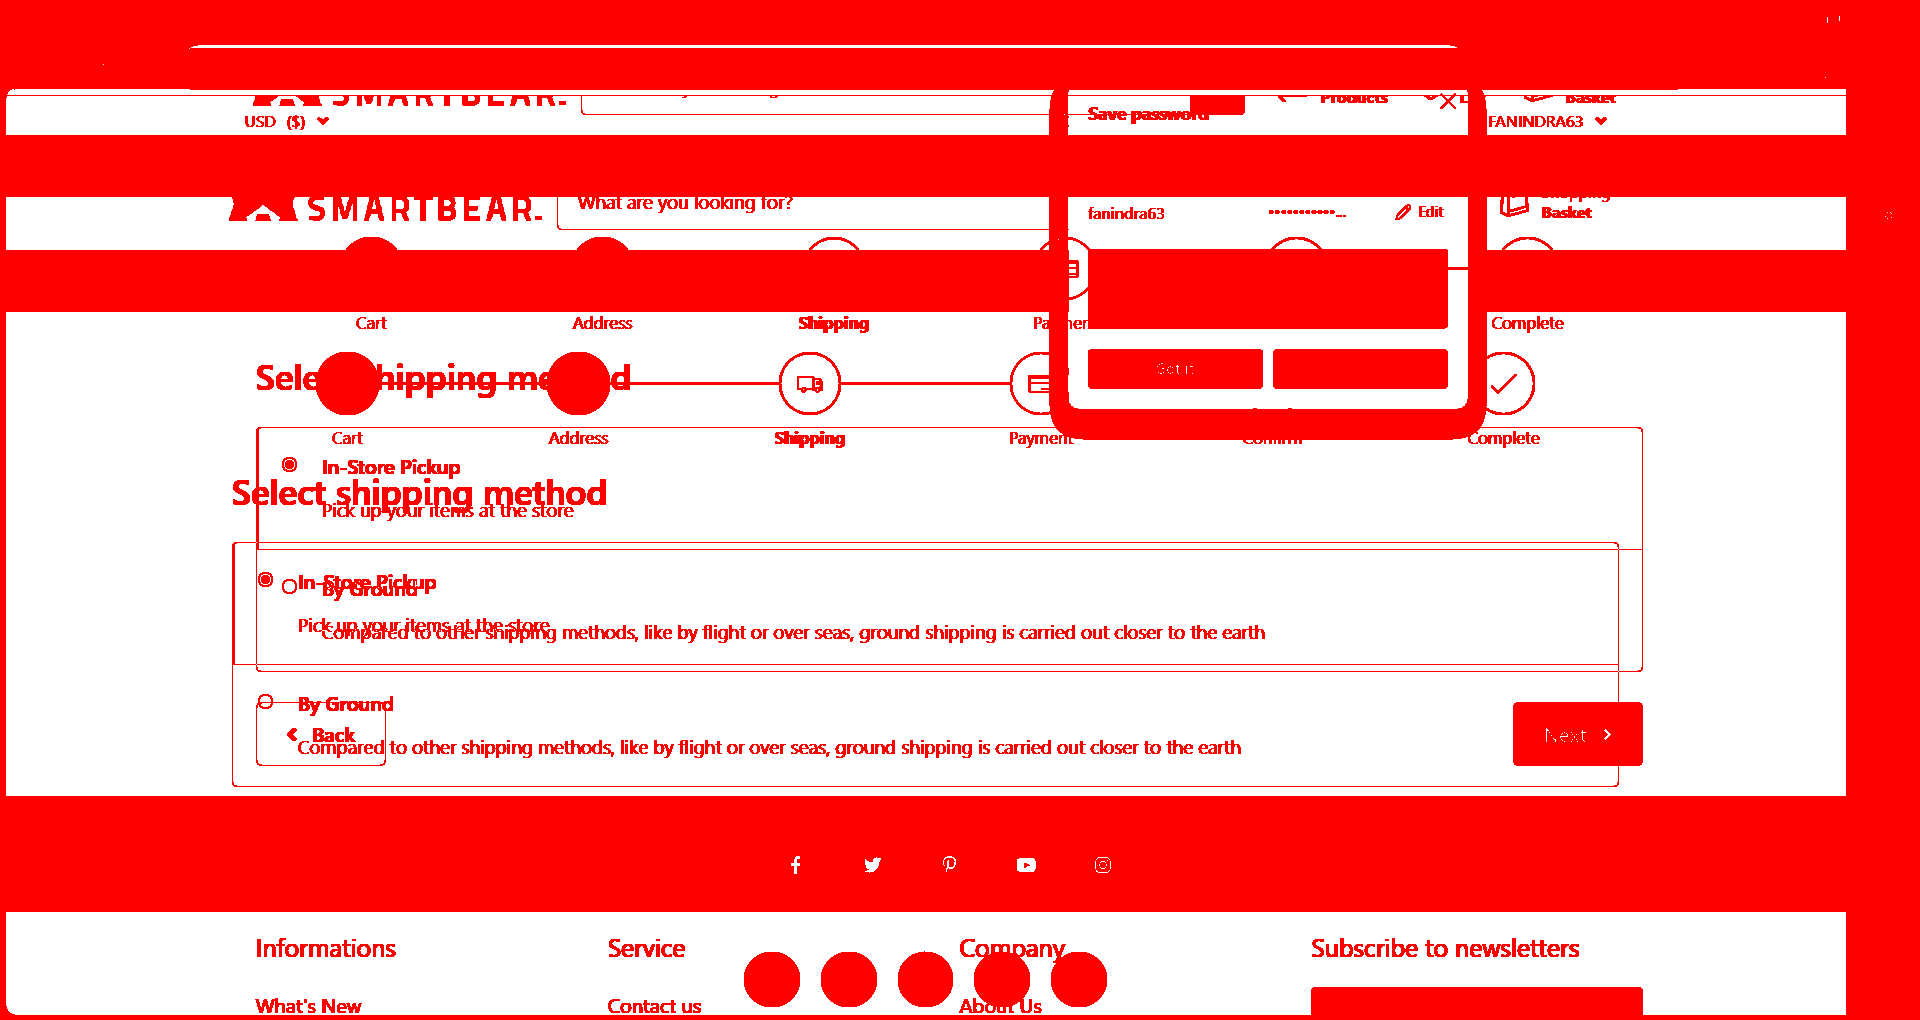 SMARTBEAR.
Products
Basket
Save password
USD ($)
FANINDRA63
SMARTBEAR.
What are you looking for?
fanindra63
Edit
Shopping
Basket
Cart
Address
Shipping
Complete
Got it
Select shipping method
Cart
Address
Shipping
Payment
Confirm
Complete
In-Store Pickup
Select shipping method
Pick up your items at the store
In-Store Pickup
By Ground
Pick up your items at the store
Compared to other shipping methods, like by flight or over seas, ground shipping is carried out closer to the earth
By Ground
Back
Next
Compared to other shipping methods, like by flight or over seas, ground shipping is carried out closer to the earth
Informations
Service
Company
Subscribe to newsletters
What's New
Contact us
About Us